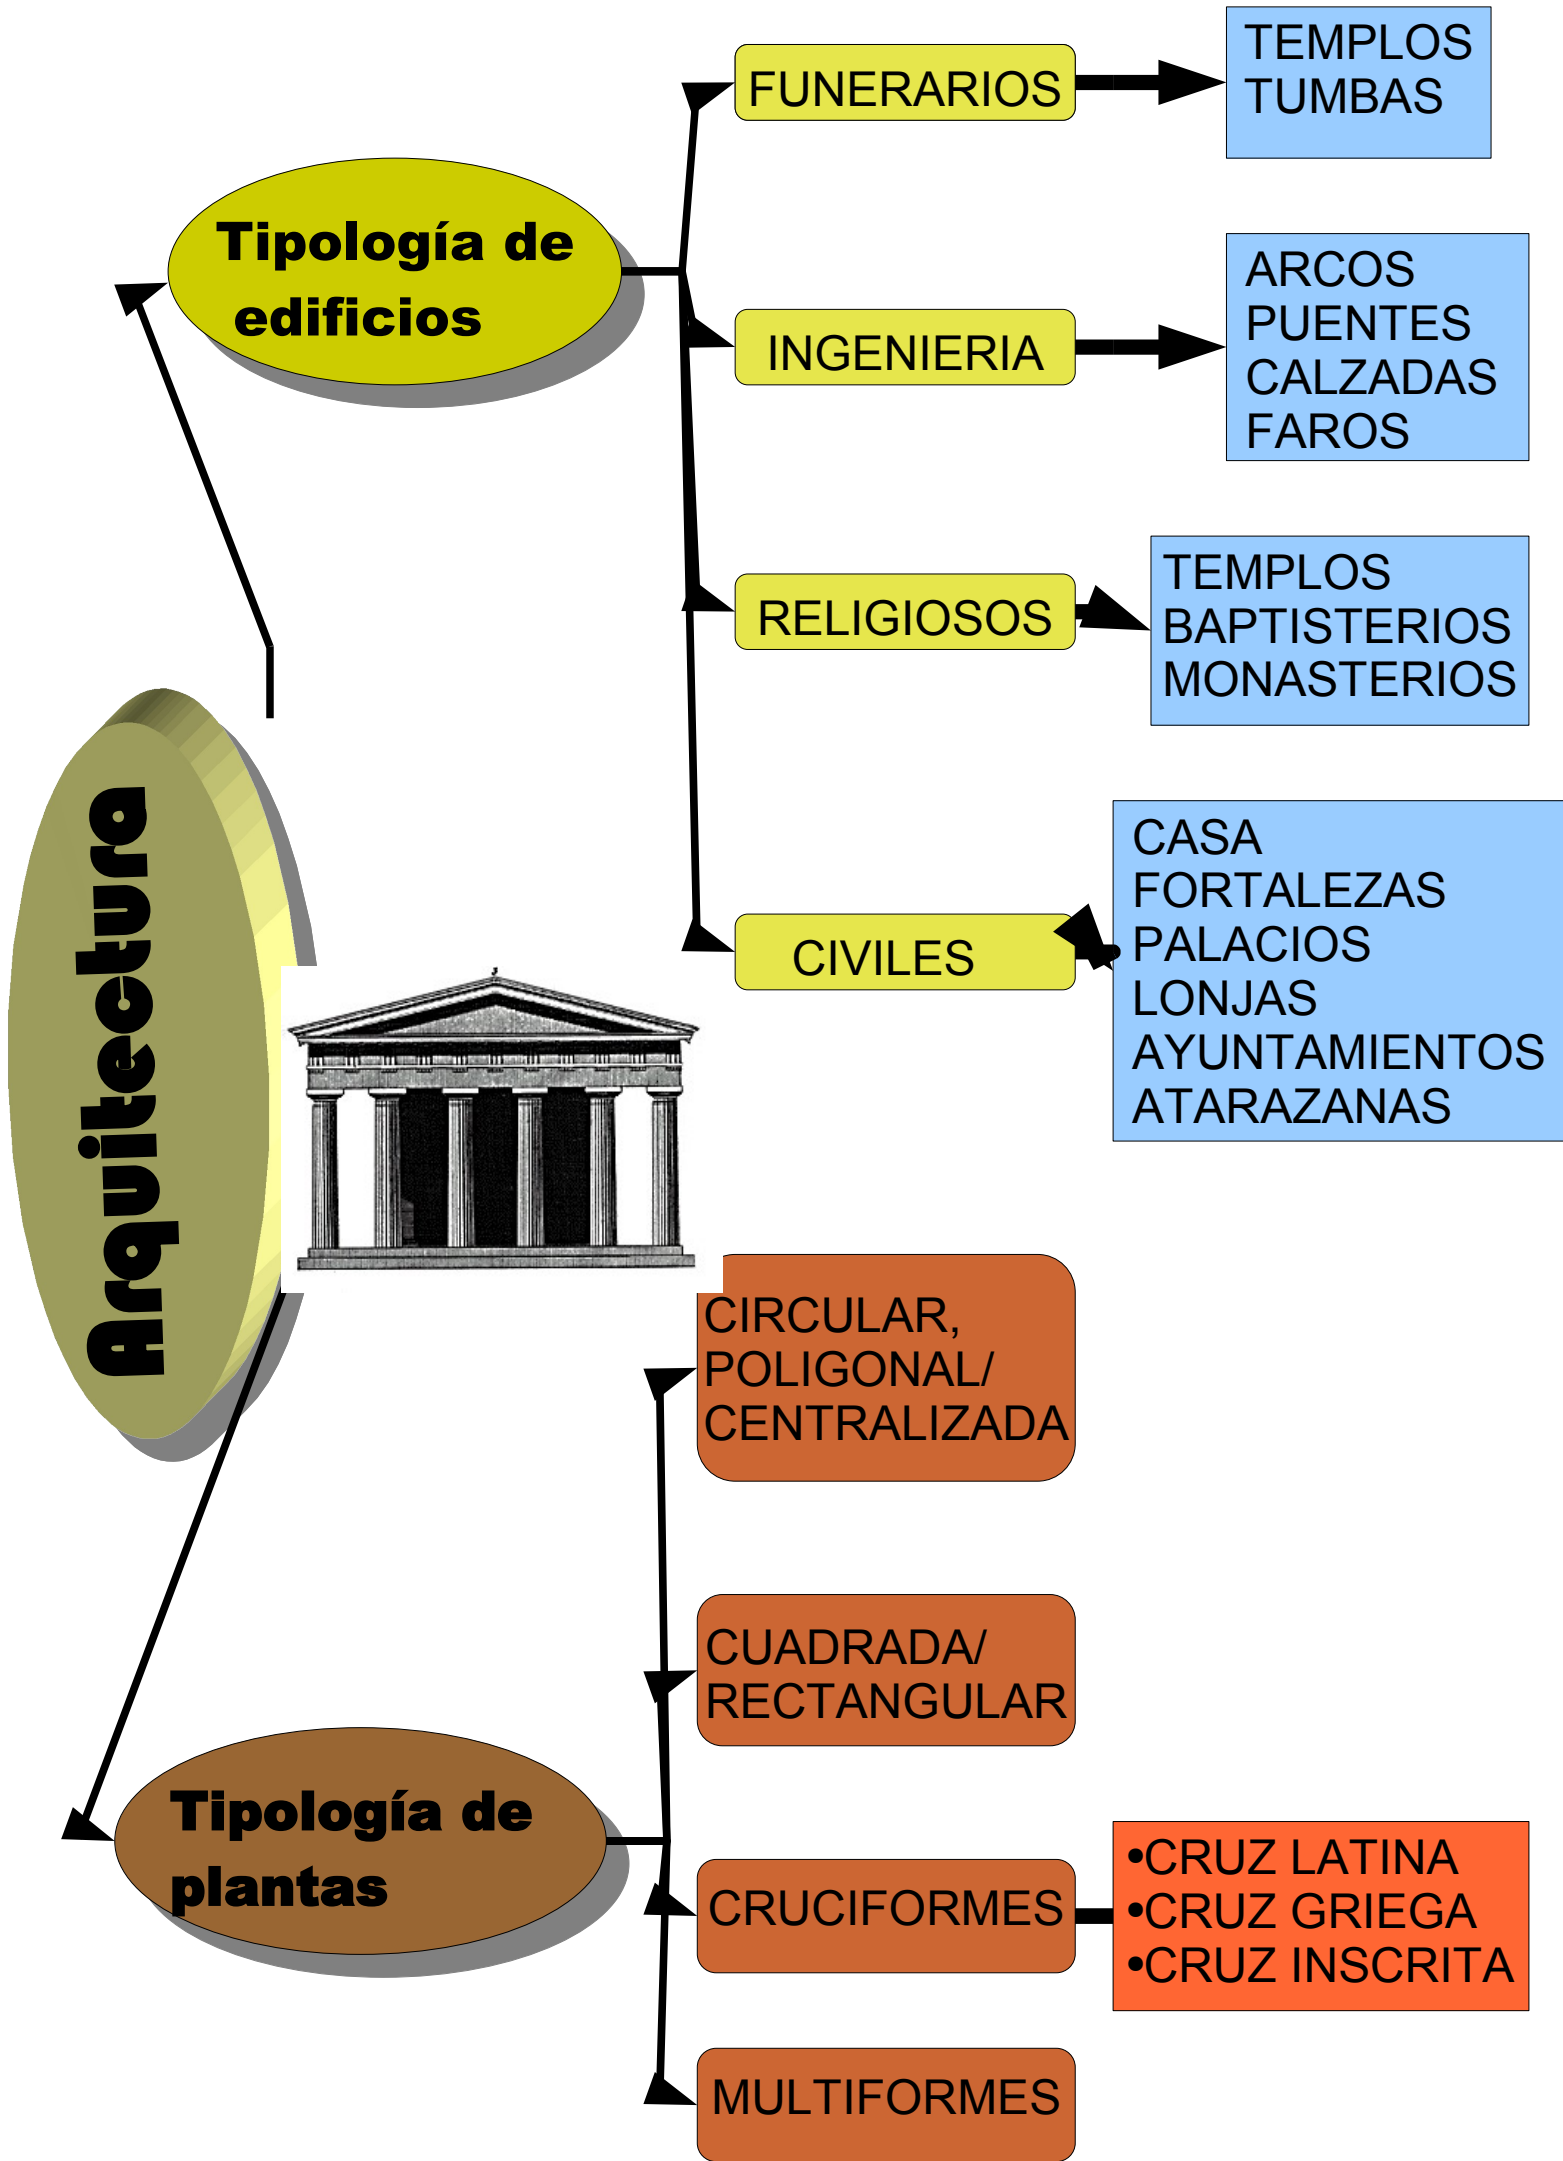 Arquitectura
Tipología de
edificios
FUNERARIOS
TEMPLOS
TUMBAS
INGENIERIA
ARCOS
PUENTES
CALZADAS
FAROS
RELIGIOSOS
TEMPLOS
BAPTISTERIOS
MONASTERIOS
CIVILES
CASA
FORTALEZAS
PALACIOS
LONJAS
AYUNTAMIENTOS
ATARAZANAS
Tipología de
plantas
CIRCULAR,
POLIGONAL/
CENTRALIZADA
CUADRADA/
RECTANGULAR
CRUCIFORMES
•CRUZ LATINA
•CRUZ GRIEGA
•CRUZ INSCRITA
MULTIFORMES